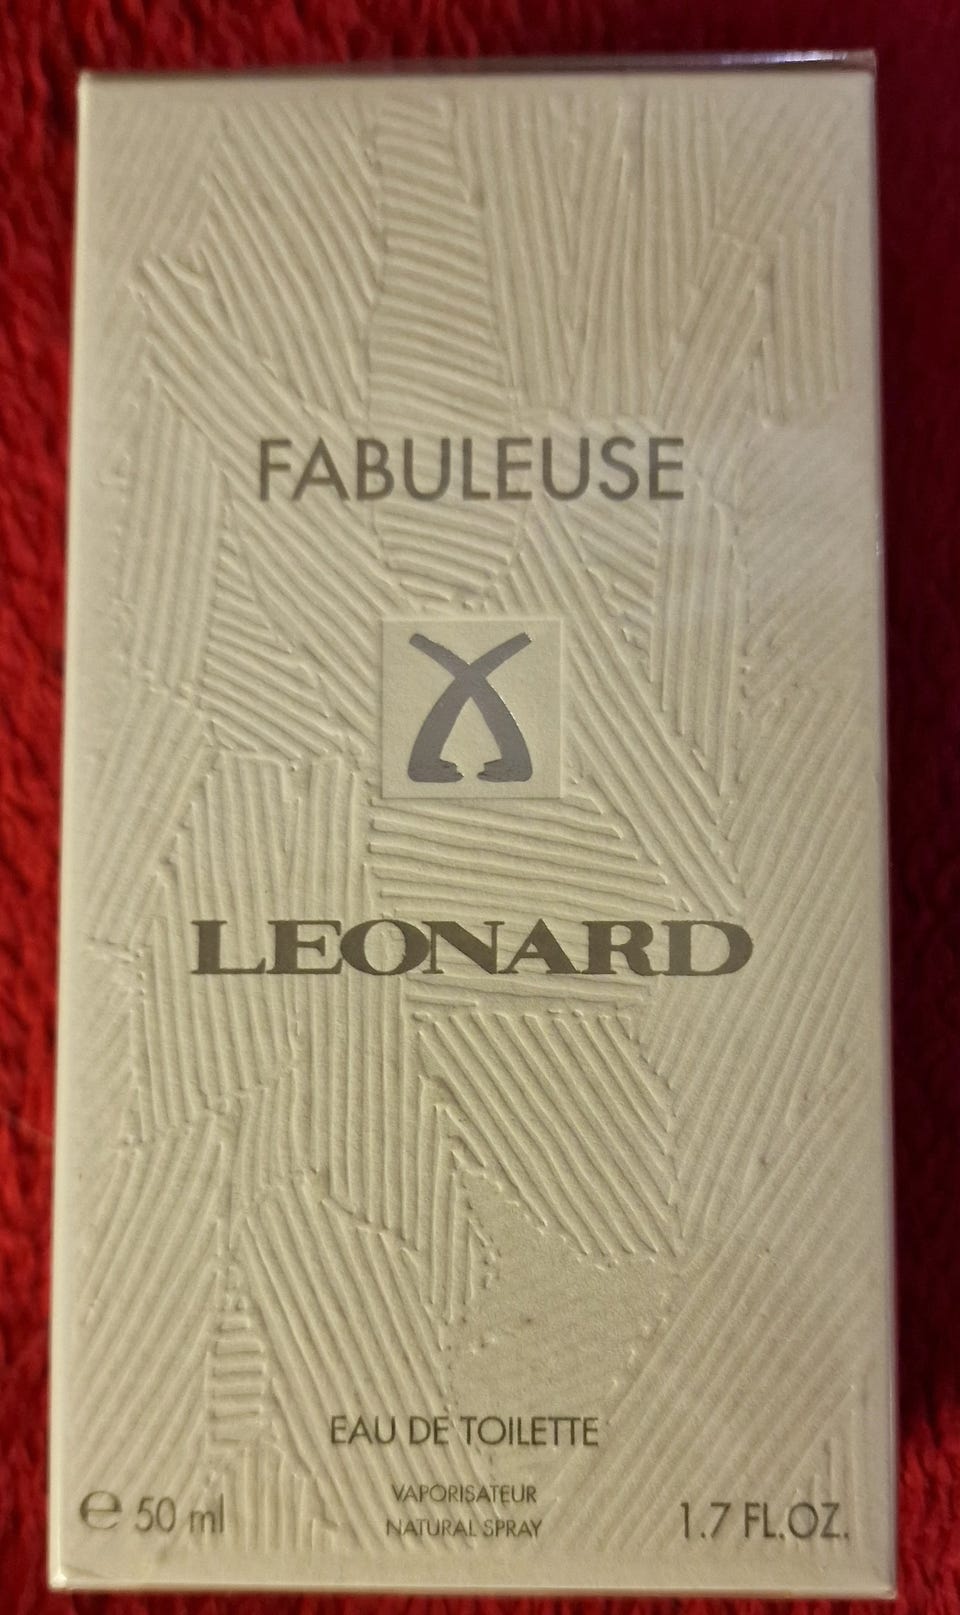 FABULEUSE
LEONARD
EAU DE TOILETTE
VAPORISATEUR
NATURAL SPRAY
℮ 50 ml
1.7 FL.OZ.